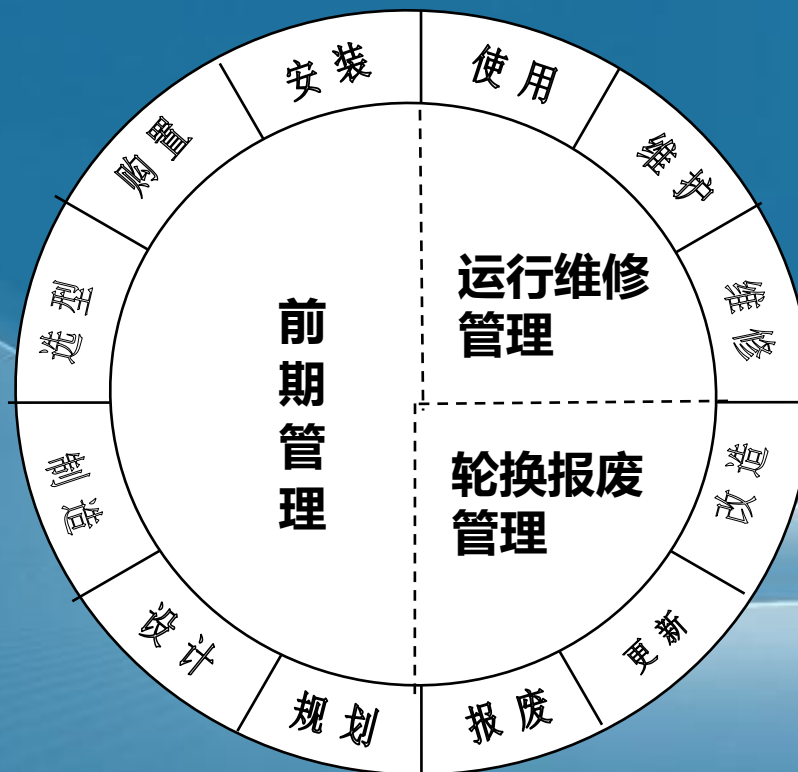 安装
使用
购置
维护
选型
维修
制造
改造
设计
更新
规划
报废
前期管理
运行维修
管理
轮换报废
管理